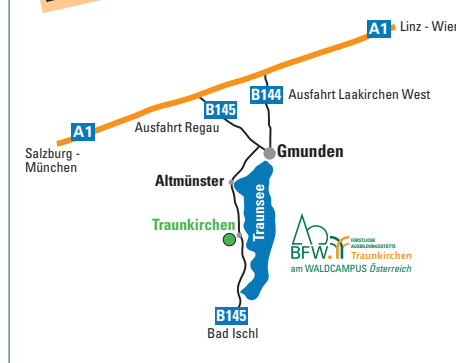 A1 Linz - Wien
B144 Ausfahrt Laakirchen West
B145
Ausfahrt Regau
A1
Salzburg -
München
Gmunden
Altmünster
Traunsee
Traunkirchen
BFW.
FORSTLICHE
AUSBILDUNGSSTÄTTE
Traunkirchen
am WALDCAMPUS Österreich
B145
Bad Ischl